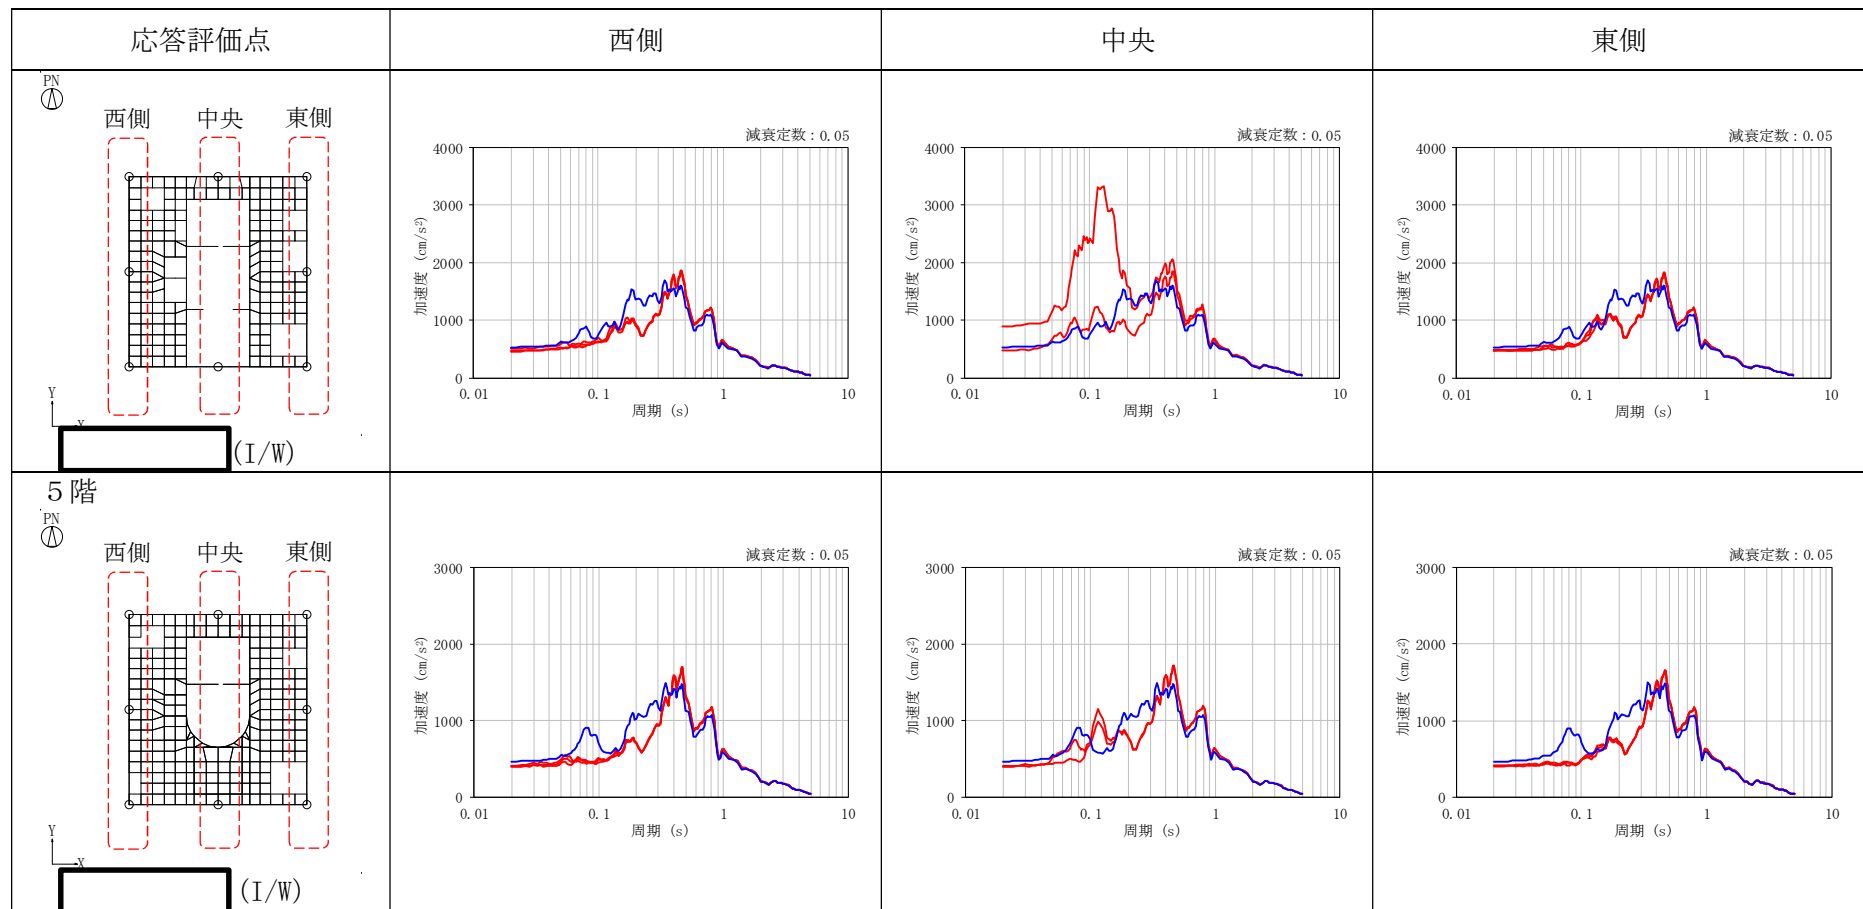 応答評価点 西側 中央 東側
PN
西側 中央 東側
Y
X
(I/W)
減衰定数：0.05
4000
3000
2000
1000
0
加速度 (cm/s²)
0.01 0.1 1 10
周期 (s)
減衰定数：0.05
4000
3000
2000
1000
0
加速度 (cm/s²)
0.01 0.1 1 10
周期 (s)
減衰定数：0.05
4000
3000
2000
1000
0
加速度 (cm/s²)
0.01 0.1 1 10
周期 (s)
５階
PN
西側 中央 東側
Y
X
(I/W)
減衰定数：0.05
3000
2000
1000
0
加速度 (cm/s²)
0.01 0.1 1 10
周期 (s)
減衰定数：0.05
3000
2000
1000
0
加速度 (cm/s²)
0.01 0.1 1 10
周期 (s)
減衰定数：0.05
3000
2000
1000
0
加速度 (cm/s²)
0.01 0.1 1 10
周期 (s)